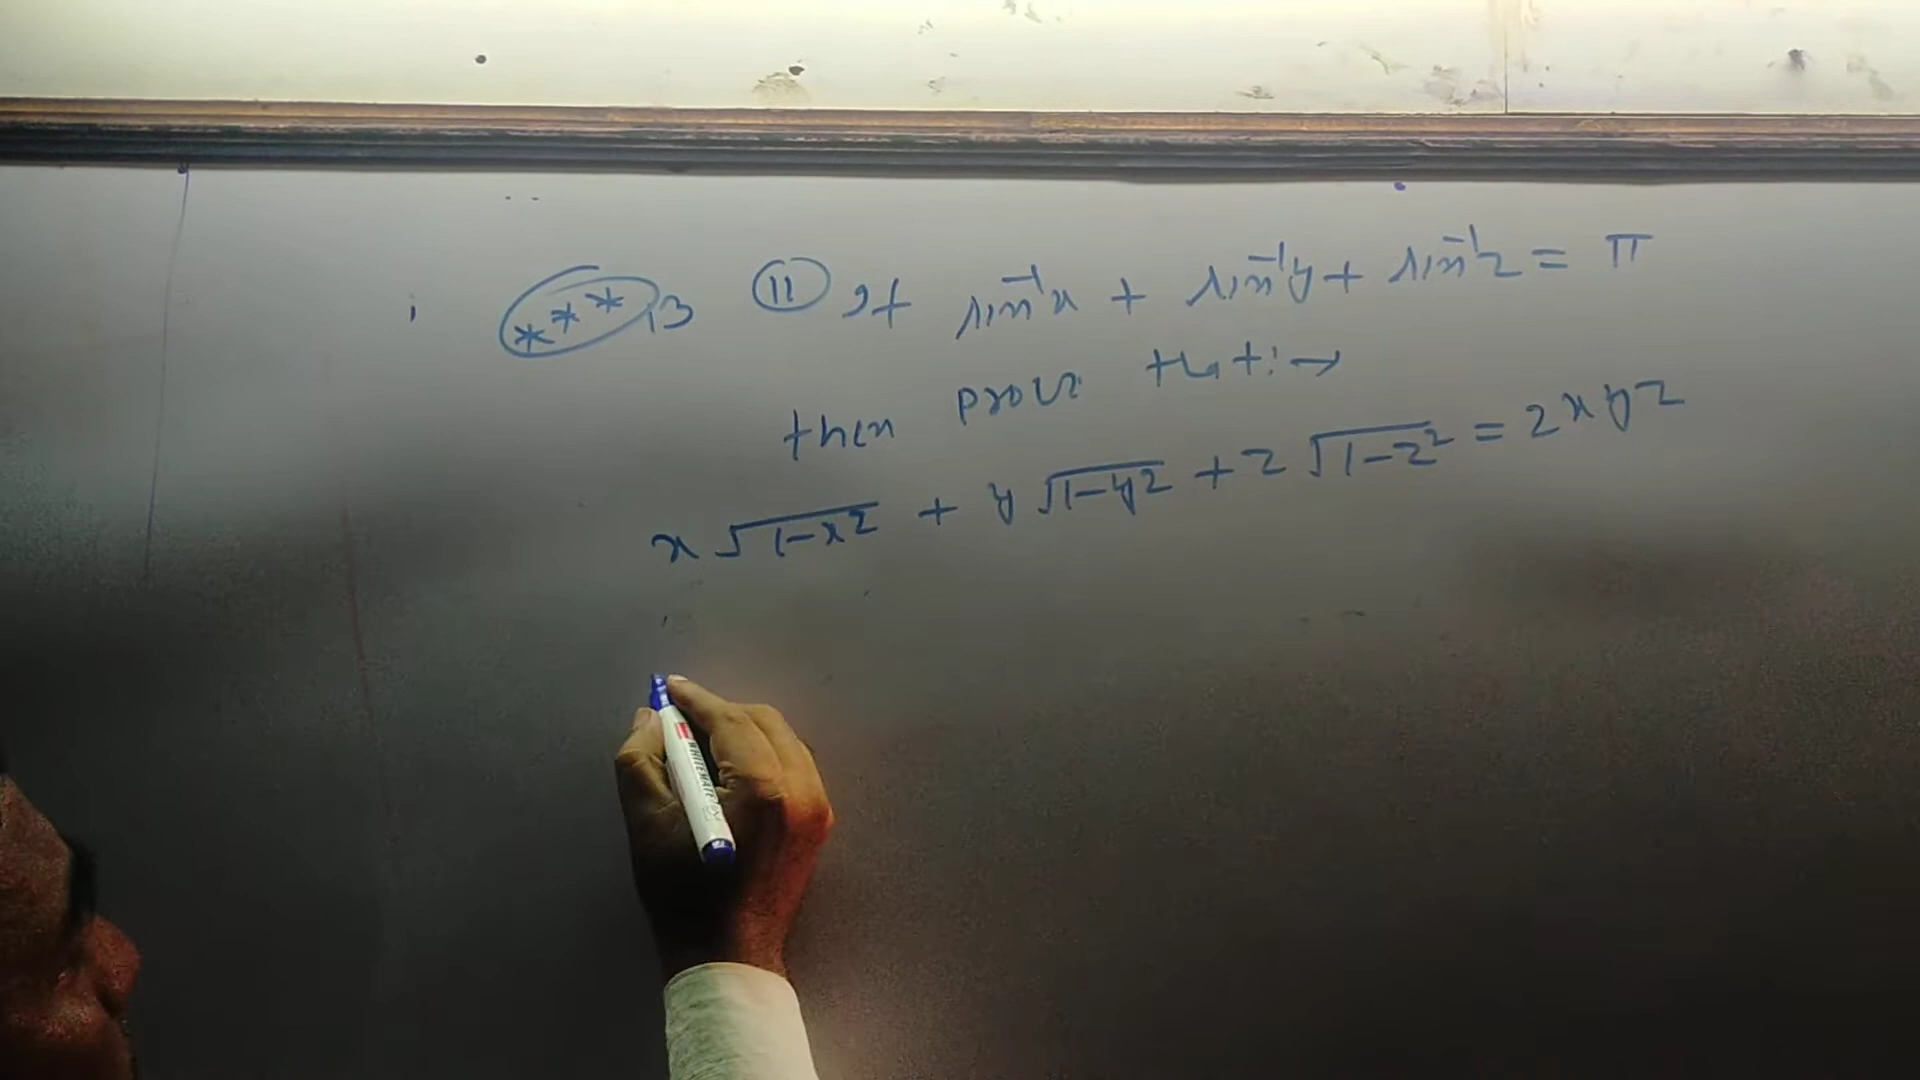 *** 13 (11) If sin⁻¹x + sin⁻¹y + sin⁻¹z = π
then prove that :→
x√(1-x²) + y√(1-y²) + z√(1-z²) = 2xyz
WHITEMATE